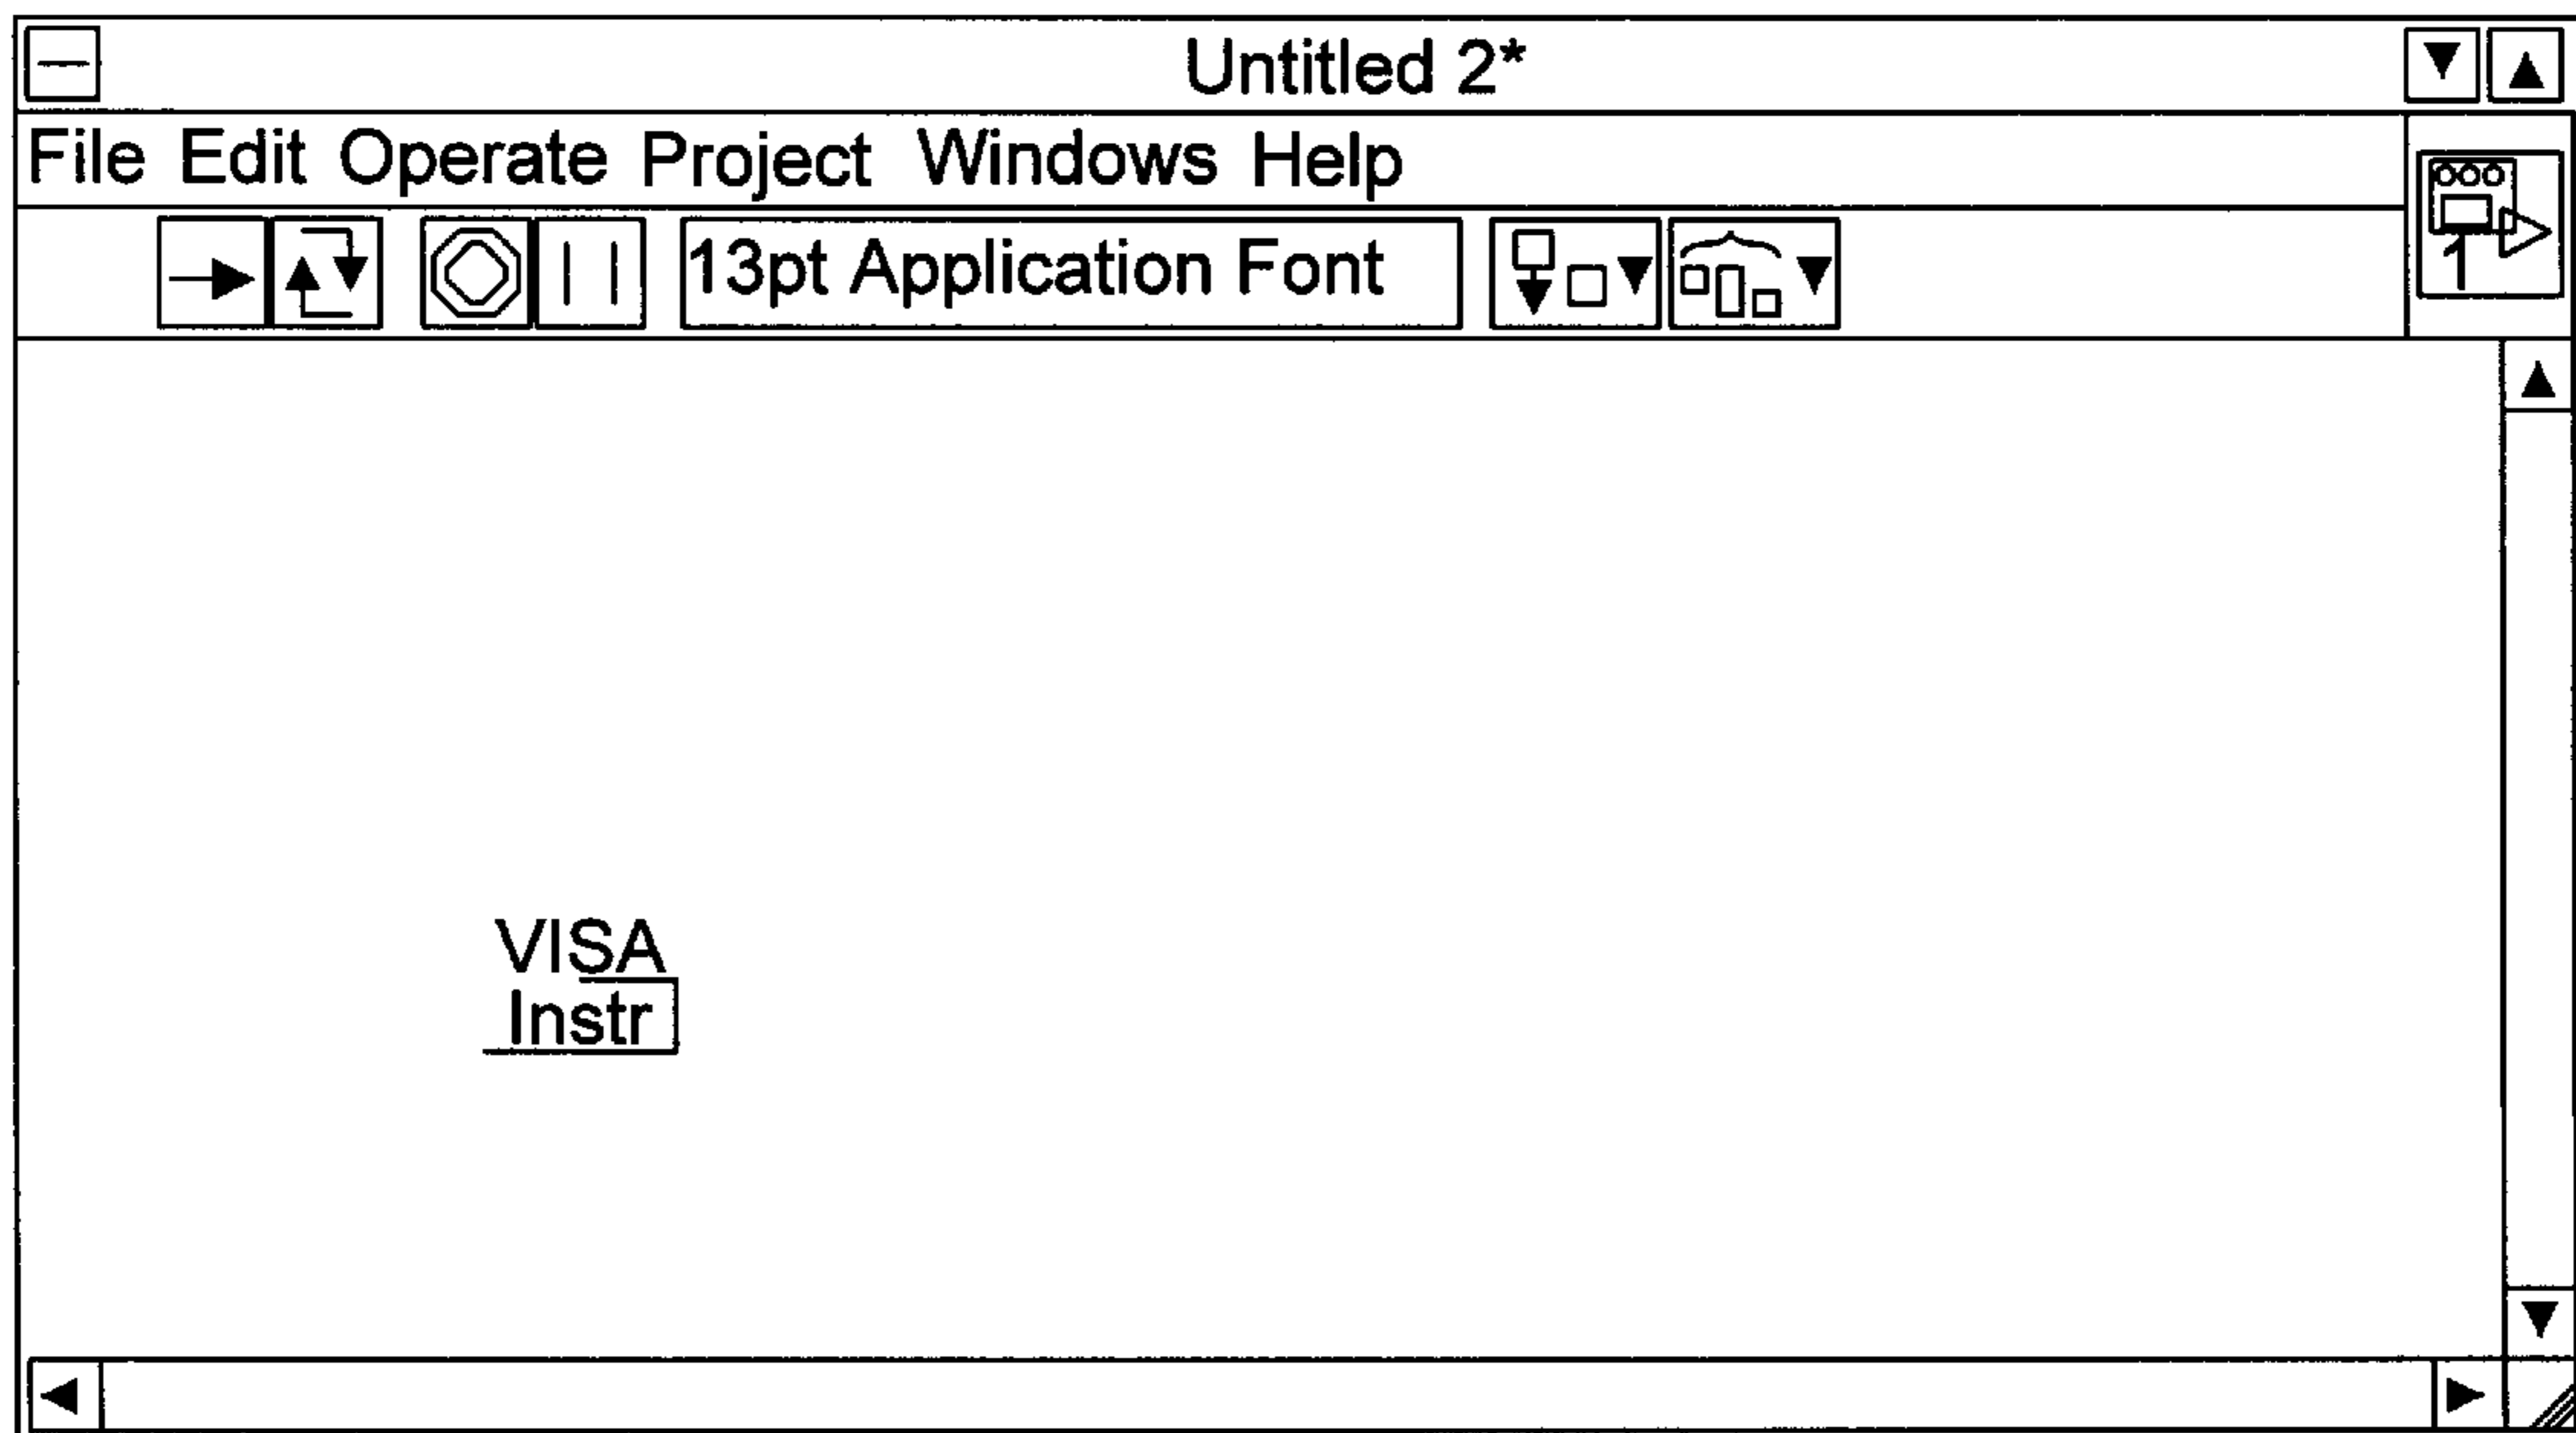 Untitled 2*
File Edit Operate Project Windows Help
13pt Application Font
1
VISA
Instr